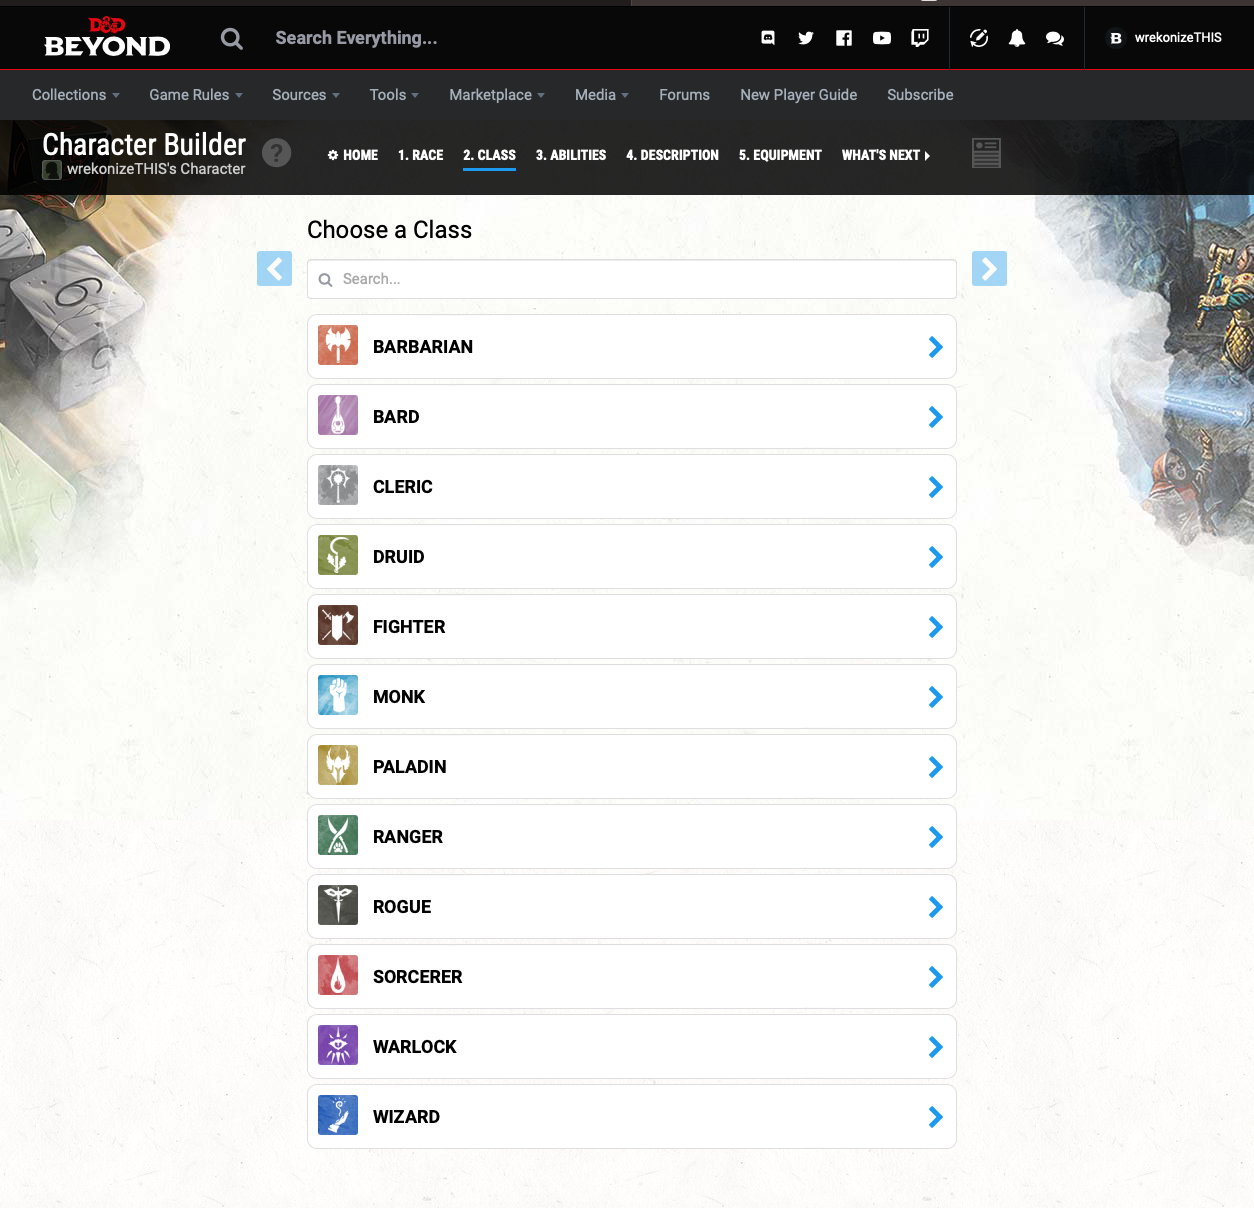 D&D
BEYOND
Search Everything...
B wrekonizeTHIS
Collections Game Rules Sources Tools Marketplace Media Forums New Player Guide Subscribe
Character Builder
wrekonizeTHIS's Character
? HOME 1. RACE 2. CLASS 3. ABILITIES 4. DESCRIPTION 5. EQUIPMENT WHAT'S NEXT
Choose a Class
Search...
BARBARIAN
BARD
CLERIC
DRUID
FIGHTER
MONK
PALADIN
RANGER
ROGUE
SORCERER
WARLOCK
WIZARD